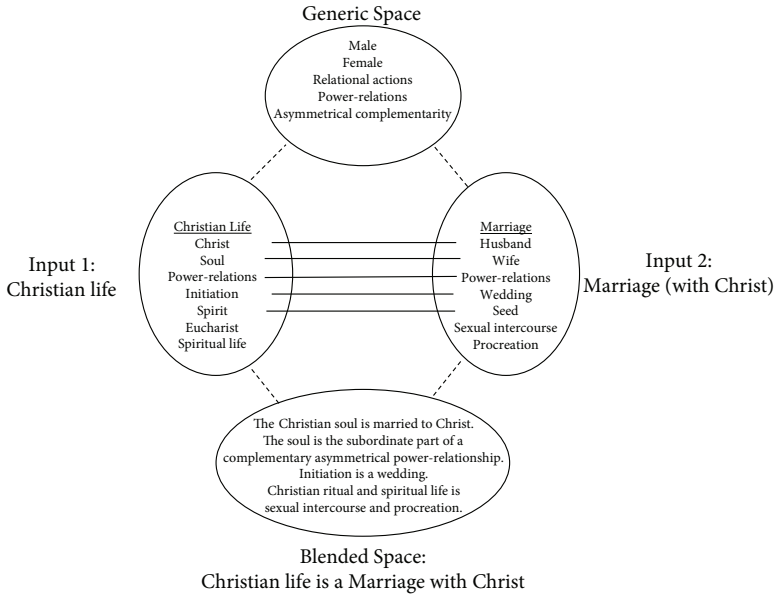 Generic Space
Male
Female
Relational actions
Power-relations
Asymmetrical complementarity
Input 1:
Christian life
Christian Life
Christ
Soul
Power-relations
Initiation
Spirit
Eucharist
Spiritual life
Marriage
Husband
Wife
Power-relations
Wedding
Seed
Sexual intercourse
Procreation
Input 2:
Marriage (with Christ)
The Christian soul is married to Christ.
The soul is the subordinate part of a
complementary asymmetrical power-relationship.
Initiation is a wedding.
Christian ritual and spiritual life is
sexual intercourse and procreation.
Blended Space:
Christian life is a Marriage with Christ